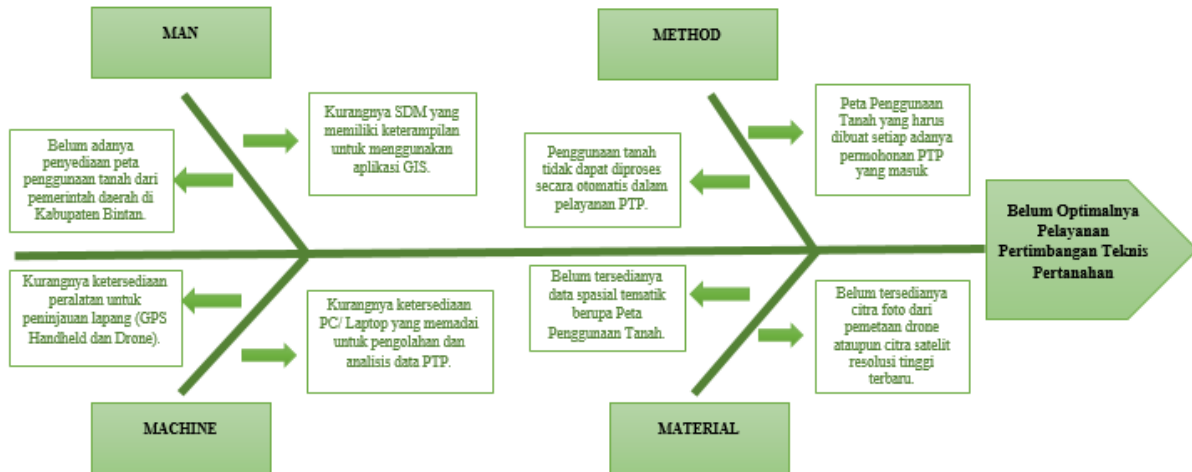 MAN
METHOD
Kurangnya SDM yang
memiliki keterampilan
untuk menggunakan
aplikasi GIS.
Belum adanya
penyediaan peta
penggunaan tanah dari
pemerintah daerah di
Kabupaten Bintan.
Peta Penggunaan
Tanah yang harus
dibuat setiap adanya
permohonan PTP
yang masuk
Penggunaan tanah
tidak dapat diproses
secara otomatis dalam
pelayanan PTP.
Belum Optimalnya
Pelayanan
Pertimbangan Teknis
Pertanahan
Kurangnya ketersediaan
peralatan untuk
peninjauan lapang (GPS
Handheld dan Drone).
Kurangnya ketersediaan
PC/ Laptop yang memadai
untuk pengolahan dan
analisis data PTP.
Belum tersedianya
data spasial tematik
berupa Peta
Penggunaan Tanah.
Belum tersedianya
citra foto dari
pemetaan drone
ataupun citra satelit
resolusi tinggi
terbaru.
MACHINE
MATERIAL